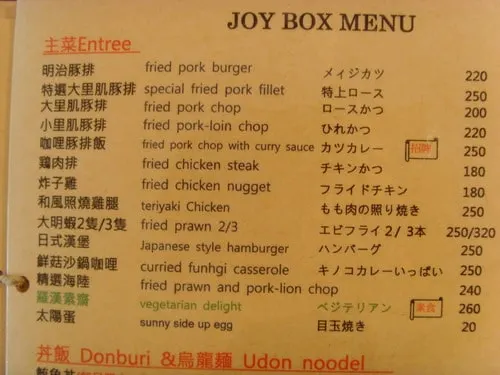 JOY BOX MENU
主菜Entree
明治豚排 fried pork burger メィジカツ 220
特選大里肌豚排 special fried pork fillet 特上ロース 250
大里肌豚排 fried pork chop ロースかつ 200
小里肌豚排 fried pork-loin chop ひれかつ 220
咖哩豚排飯 fried pork chop with curry sauce カツカレー 招牌
鷄肉排 fried chicken steak チキンかつ 180
炸子雞 fried chicken nugget フライドチキン 180
和風照燒雞腿 teriyaki Chicken もも肉の照り焼き 250
大明蝦2隻/3隻 fried prawn 2/3 エビフライ2/ 3本 250/320
日式漢堡 Japanese style hamburger ハンバーグ 250
鮮菇沙鍋咖哩 curried funhgi casserole キノコカレーいっぱい 250
精選海陸 fried prawn and pork-lion chop 240
羅漢素齋 vegetarian delight ベジテリアン 素食 260
太陽蛋 sunny side up egg 目玉焼き 20
丼飯 Donburi &烏龍麵 Udon noodel